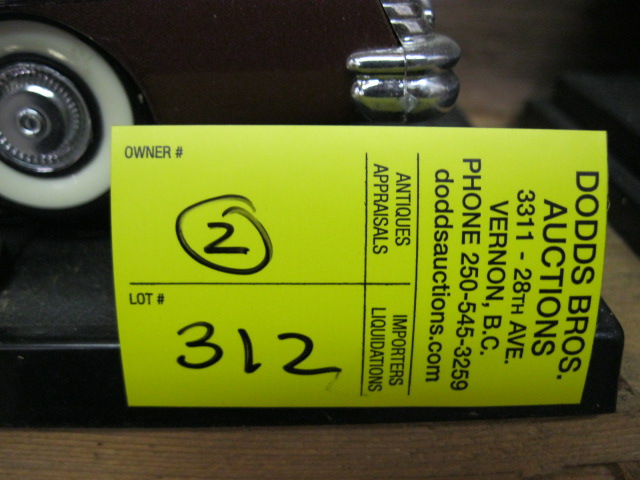 OWNER #
2
LOT #
312
ANTIQUES
APPRAISALS
IMPORTERS
LIQUIDATIONS
DODDS BROS.
AUCTIONS
3311 - 28TH AVE.
VERNON, B.C.
PHONE 250-545-3259
doddsauctions.com